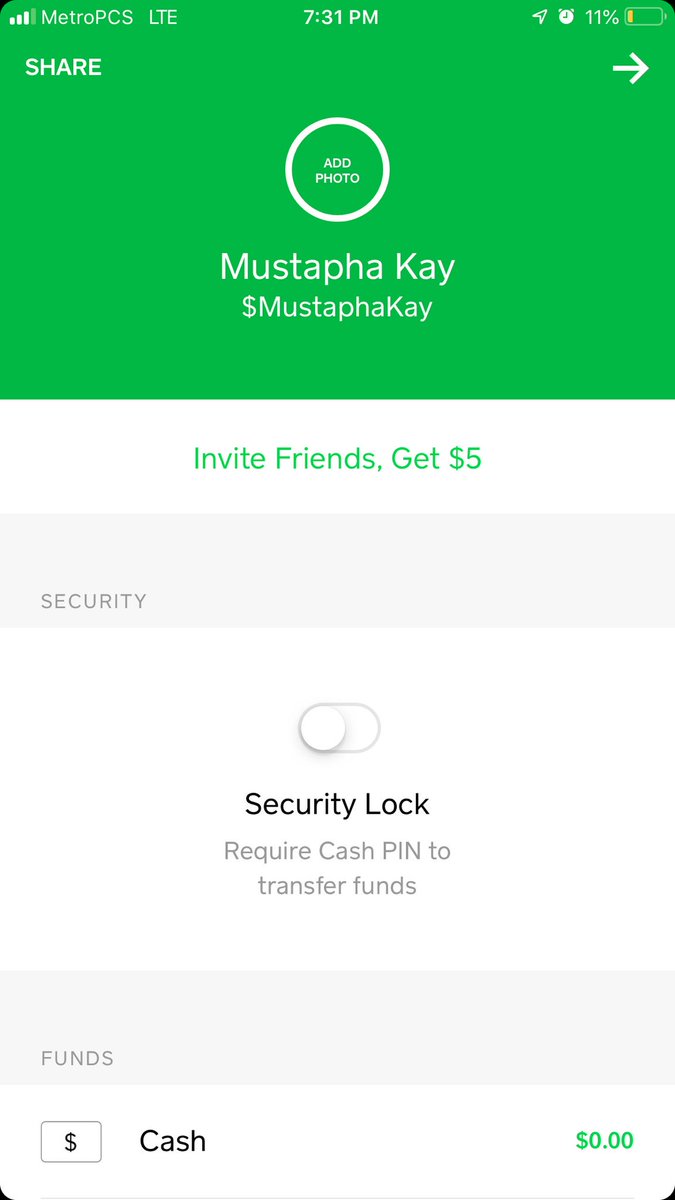 MetroPCS LTE 7:31 PM 11%
SHARE
ADD
PHOTO
Mustapha Kay
$MustaphaKay
Invite Friends, Get $5
SECURITY
Security Lock
Require Cash PIN to
transfer funds
FUNDS
$ Cash $0.00